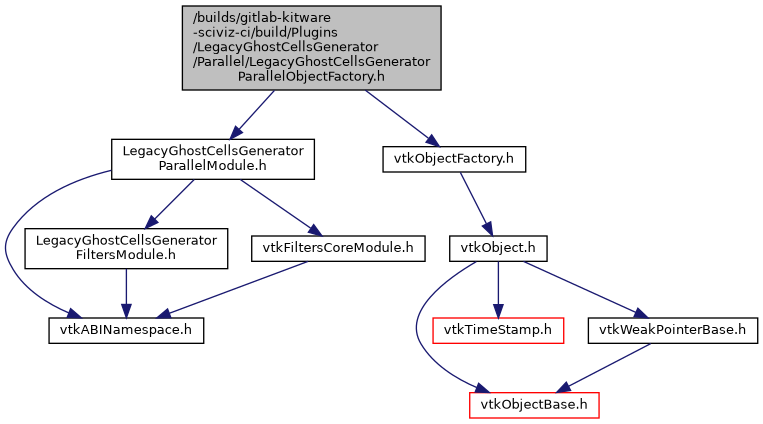 /builds/gitlab-kitware
-sciviz-ci/build/Plugins
/LegacyGhostCellsGenerator
/Parallel/LegacyGhostCellsGenerator
ParallelObjectFactory.h
LegacyGhostCellsGenerator
ParallelModule.h
vtkObjectFactory.h
LegacyGhostCellsGenerator
FiltersModule.h
vtkFiltersCoreModule.h
vtkObject.h
vtkABINamespace.h
vtkTimeStamp.h
vtkWeakPointerBase.h
vtkObjectBase.h